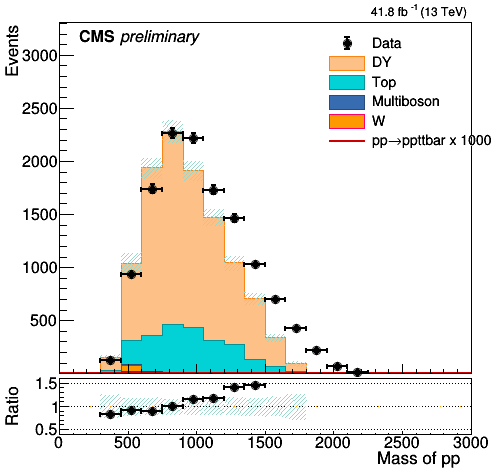 41.8 fb⁻¹ (13 TeV)
CMS preliminary
Events
3000
2500
2000
1500
1000
500
Data
DY
Top
Multiboson
W
pp→ppttbar x 1000
Ratio
1.5
1
0.5
0 500 1000 1500 2000 2500 3000
Mass of pp